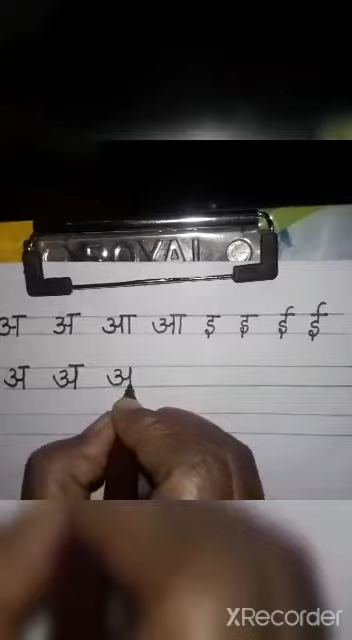 ROYAL
अ अ आ आ इ इ ई ई
अ अ अ
XRecorder